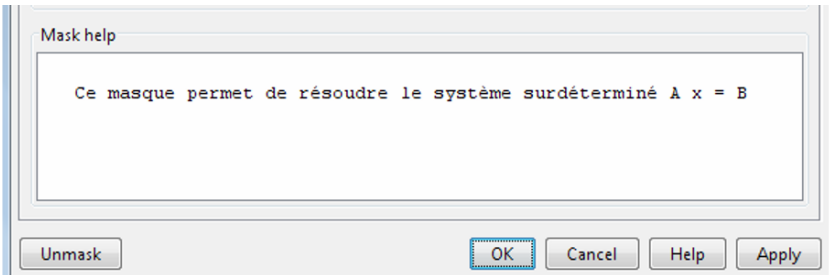 Mask help
Ce masque permet de résoudre le système surdéterminé A x = B
Unmask OK Cancel Help Apply